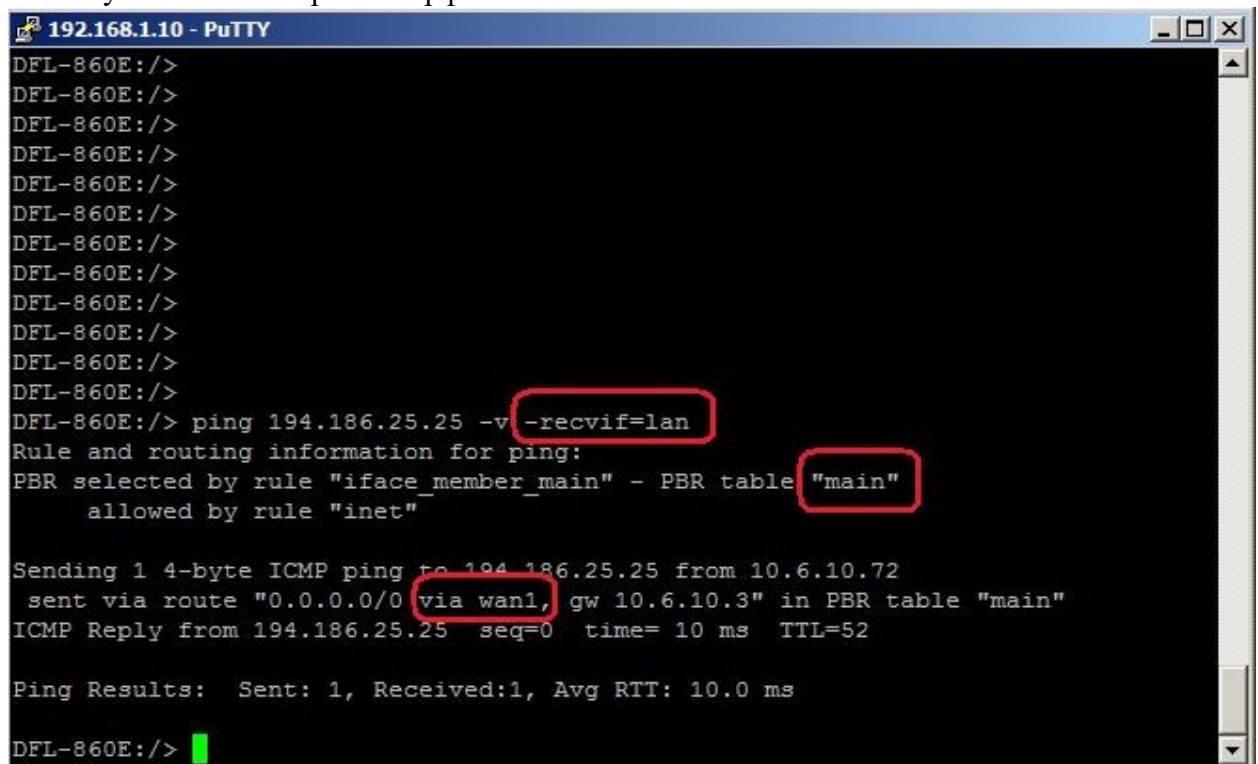 192.168.1.10 - PuTTY
DFL-860E:/>
DFL-860E:/>
DFL-860E:/>
DFL-860E:/>
DFL-860E:/>
DFL-860E:/>
DFL-860E:/>
DFL-860E:/>
DFL-860E:/>
DFL-860E:/>
DFL-860E:/>
DFL-860E:/>
DFL-860E:/> ping 194.186.25.25 -v -recvif=lan
Rule and routing information for ping:
PBR selected by rule "iface_member_main" - PBR table "main"
allowed by rule "inet"
Sending 1 4-byte ICMP ping to 194.186.25.25 from 10.6.10.72
sent via route "0.0.0.0/0 via wan1, gw 10.6.10.3" in PBR table "main"
ICMP Reply from 194.186.25.25 seq=0 time= 10 ms TTL=52
Ping Results: Sent: 1, Received:1, Avg RTT: 10.0 ms
DFL-860E:/>